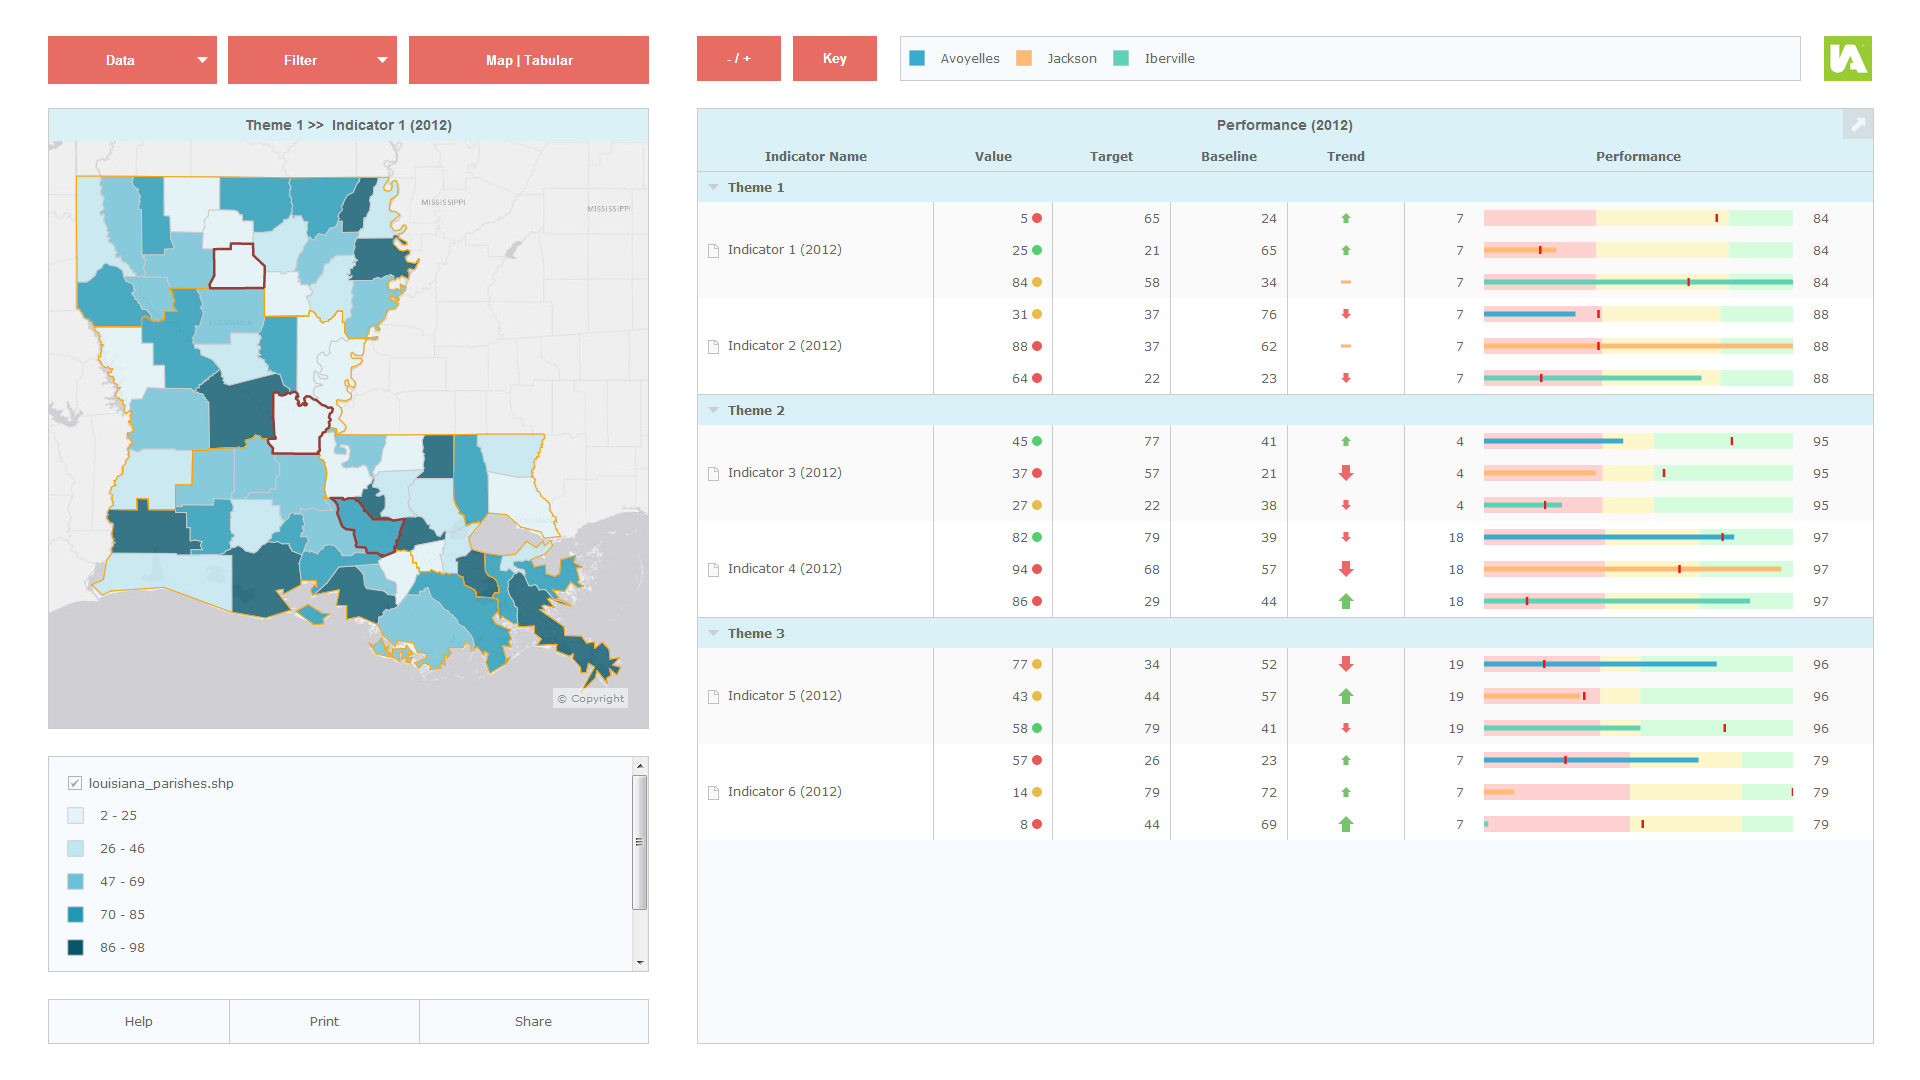 Data
Filter
Map | Tabular
- / +
Key
Avoyelles
Jackson
Iberville
Theme 1 >> Indicator 1 (2012)
MISSISSIPPI
MISSISSIPPI
LOUISIANA
© Copyright
louisiana_parishes.shp
2 - 25
26 - 46
47 - 69
70 - 85
86 - 98
Help
Print
Share
Performance (2012)
Indicator Name Value Target Baseline Trend Performance
Theme 1
5 65 24 7 84
Indicator 1 (2012) 25 21 65 7 84
84 58 34 7 84
31 37 76 7 88
Indicator 2 (2012) 88 37 62 7 88
64 22 23 7 88
Theme 2
45 77 41 4 95
Indicator 3 (2012) 37 57 21 4 95
27 22 38 4 95
82 79 39 18 97
Indicator 4 (2012) 94 68 57 18 97
86 29 44 18 97
Theme 3
77 34 52 19 96
Indicator 5 (2012) 43 44 57 19 96
58 79 41 19 96
57 26 23 7 79
Indicator 6 (2012) 14 79 72 7 79
8 44 69 7 79